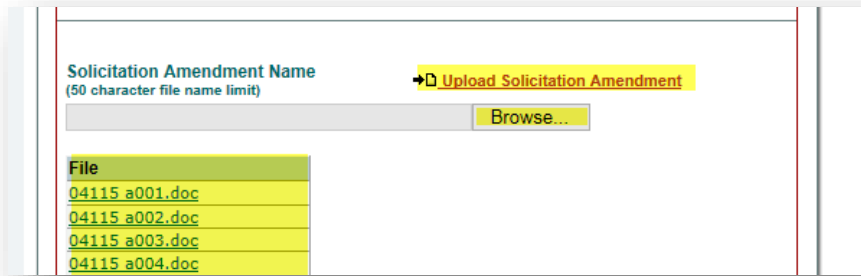 Solicitation Amendment Name
Upload Solicitation Amendment
(50 character file name limit)
Browse...
File
04115 a001.doc
04115 a002.doc
04115 a003.doc
04115 a004.doc